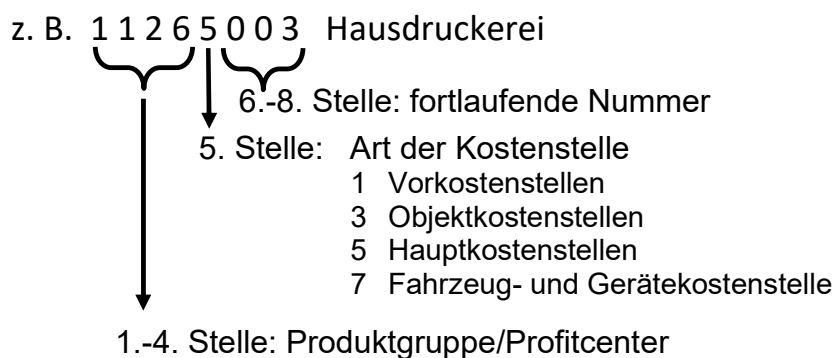 z. B. 1 1 2 6 5 0 0 3 Hausdruckerei
6.-8. Stelle: fortlaufende Nummer
5. Stelle: Art der Kostenstelle
1 Vorkostenstellen
3 Objektkostenstellen
5 Hauptkostenstellen
7 Fahrzeug- und Gerätekostenstelle
1.-4. Stelle: Produktgruppe/Profitcenter